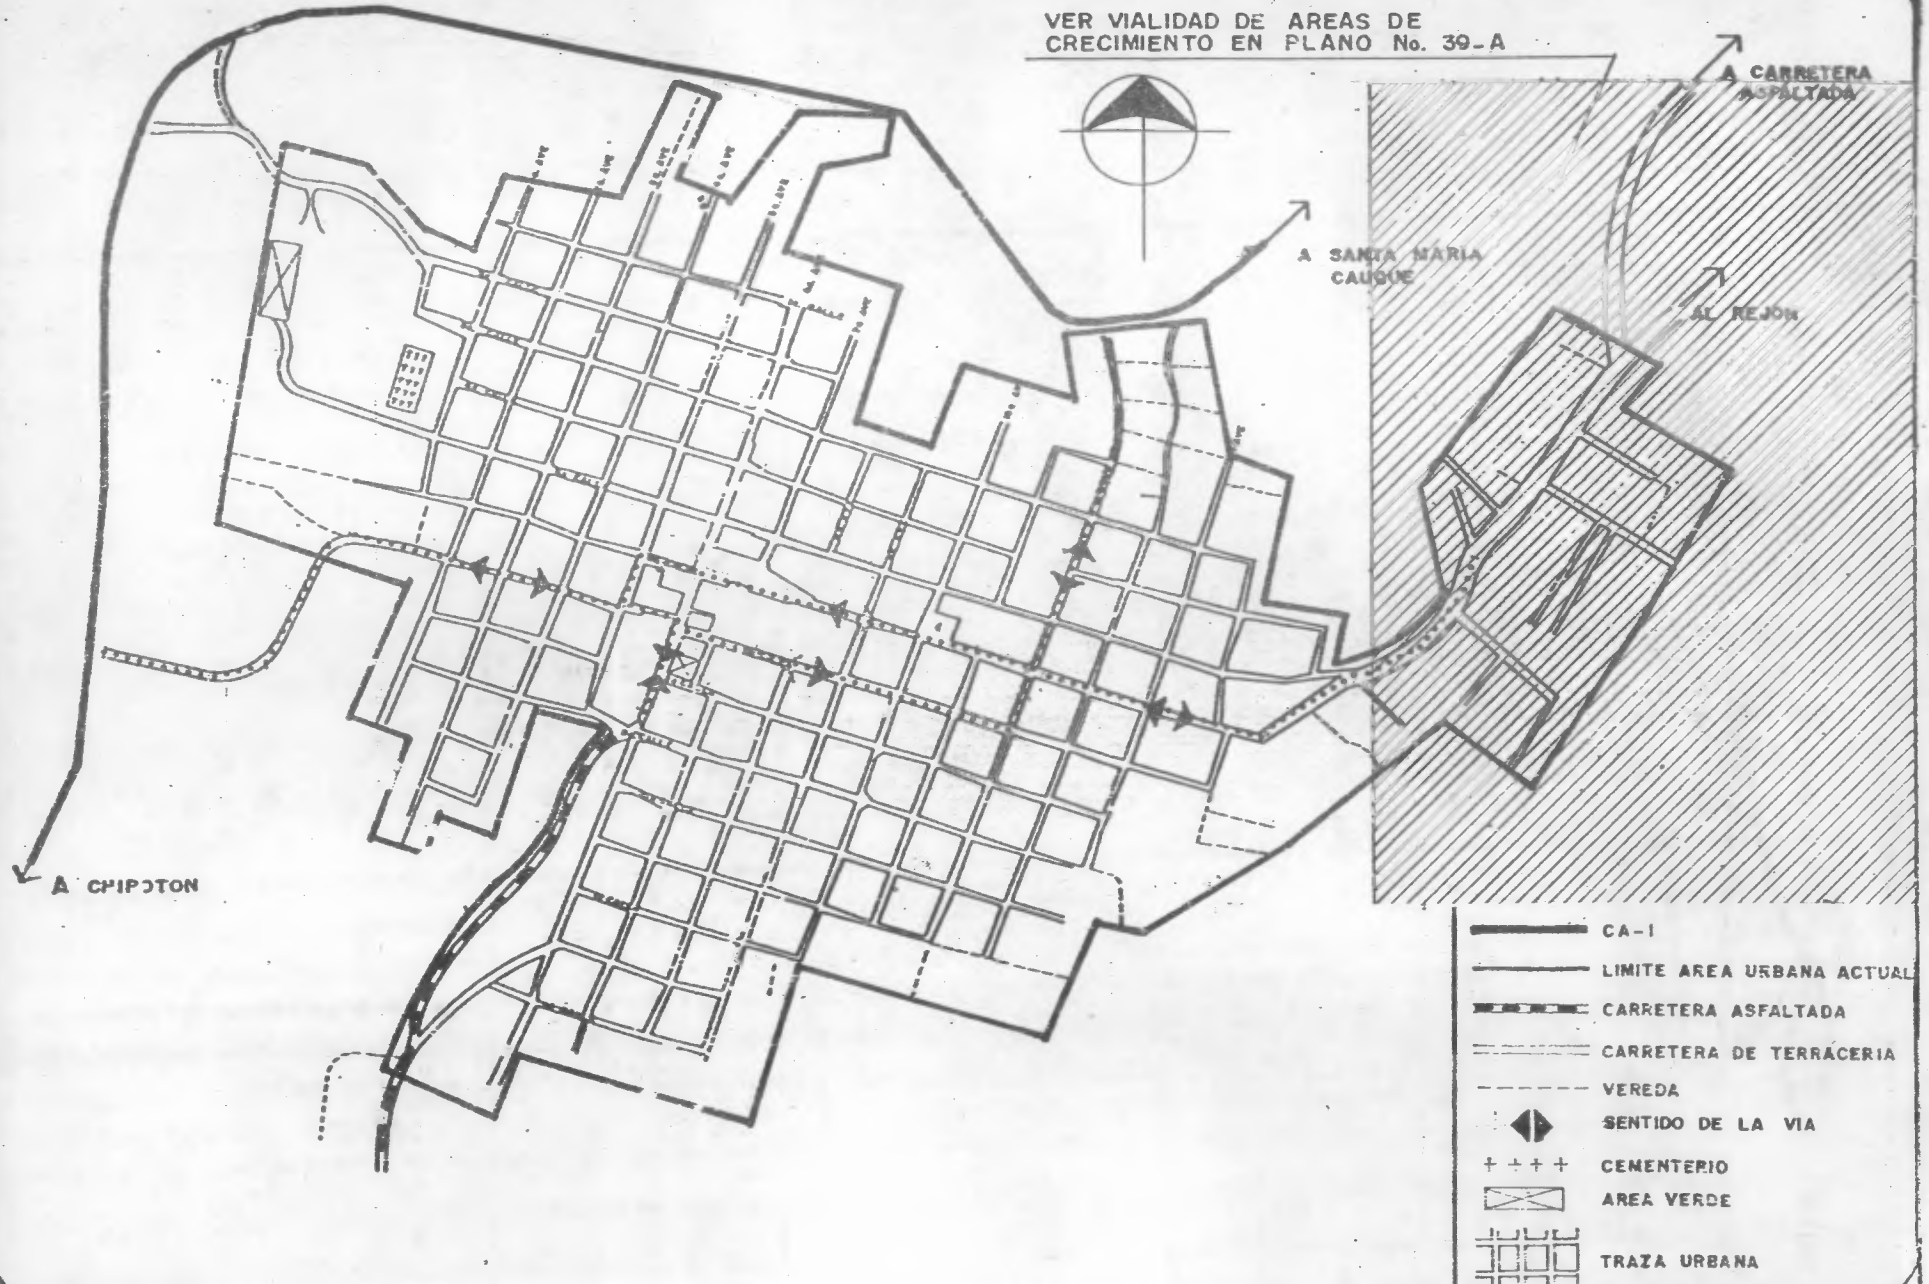 VER VIALIDAD DE AREAS DE
CRECIMIENTO EN PLANO No. 39-A
A CARRETERA
ASFALTADA
A SANTA MARIA
CAUQUE
AL REJON
A CHIPOTON
CA-1
LIMITE AREA URBANA ACTUAL
CARRETERA ASFALTADA
CARRETERA DE TERRACERIA
VEREDA
SENTIDO DE LA VIA
CEMENTERIO
AREA VERDE
TRAZA URBANA